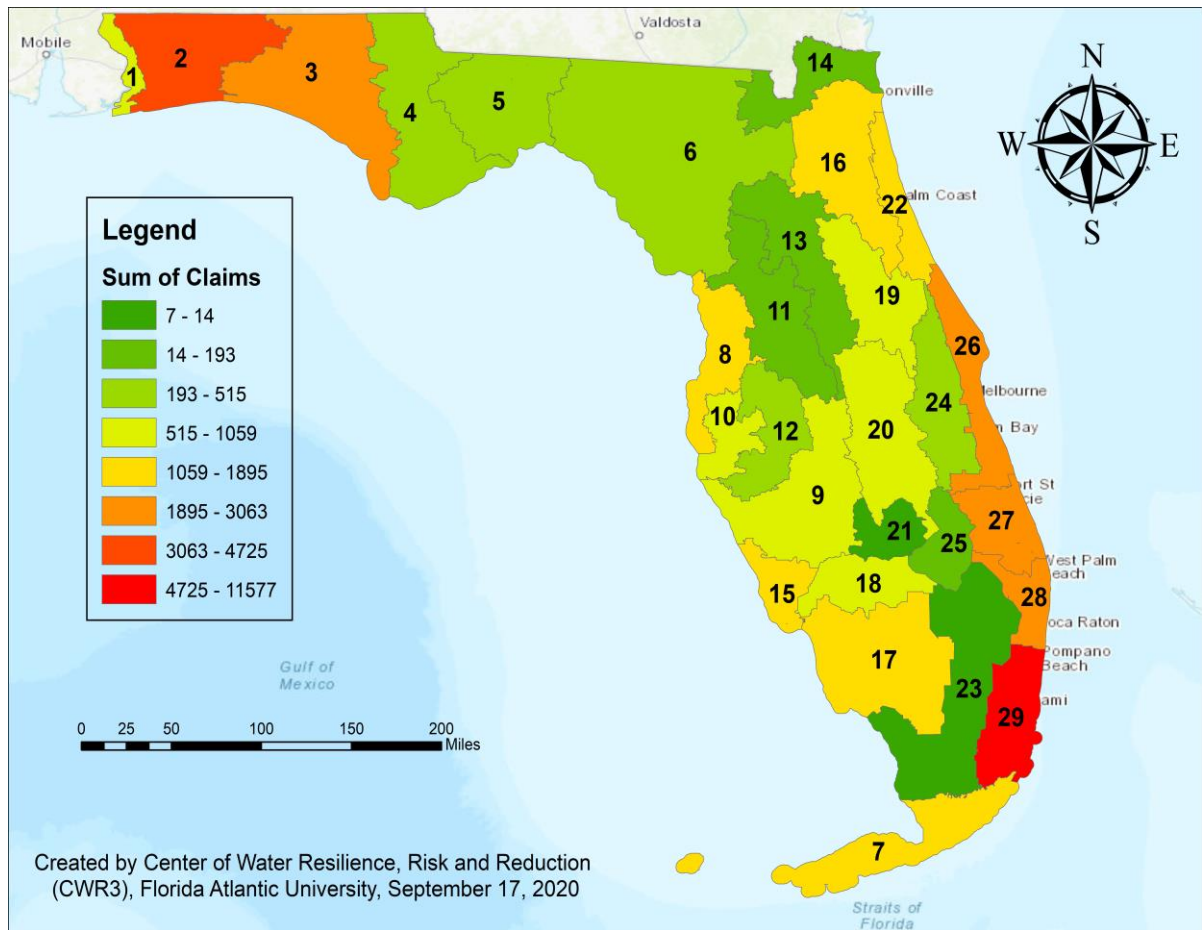 Mobile
Valdosta
N
W
E
S
onville
alm Coast
Melbourne
m Bay
ort St
cie
West Palm
Beach
oca Raton
Pompano
Beach
ami
1
2
3
4
5
6
14
16
22
13
19
11
26
8
10
12
20
24
9
21
25
27
15
18
28
17
23
29
7
Legend
Sum of Claims
7 - 14
14 - 193
193 - 515
515 - 1059
1059 - 1895
1895 - 3063
3063 - 4725
4725 - 11577
Gulf of
Mexico
0 25 50 100 150 200
Miles
Created by Center of Water Resilience, Risk and Reduction
(CWR3), Florida Atlantic University, September 17, 2020
Straits of
Florida